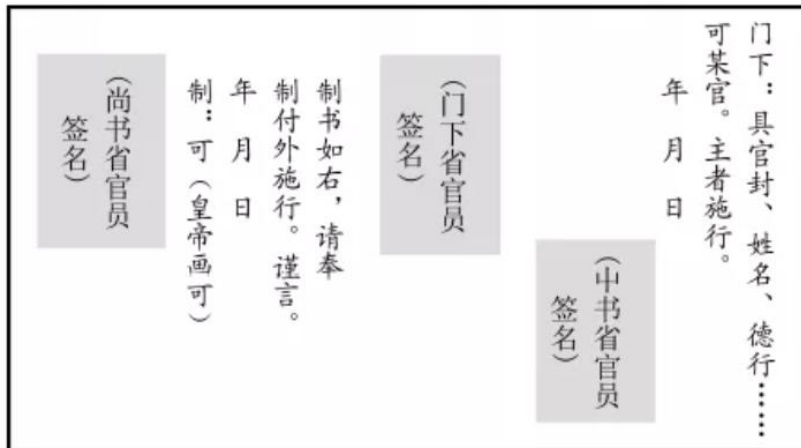 门下：具官封、姓名、德行……
可某官。主者施行。
年 月 日
（中书省官员
签名）
（门下省官员
签名）
制书如右，请奉
制付外施行。谨言。
年 月 日
制：可（皇帝画可）
（尚书省官员
签名）